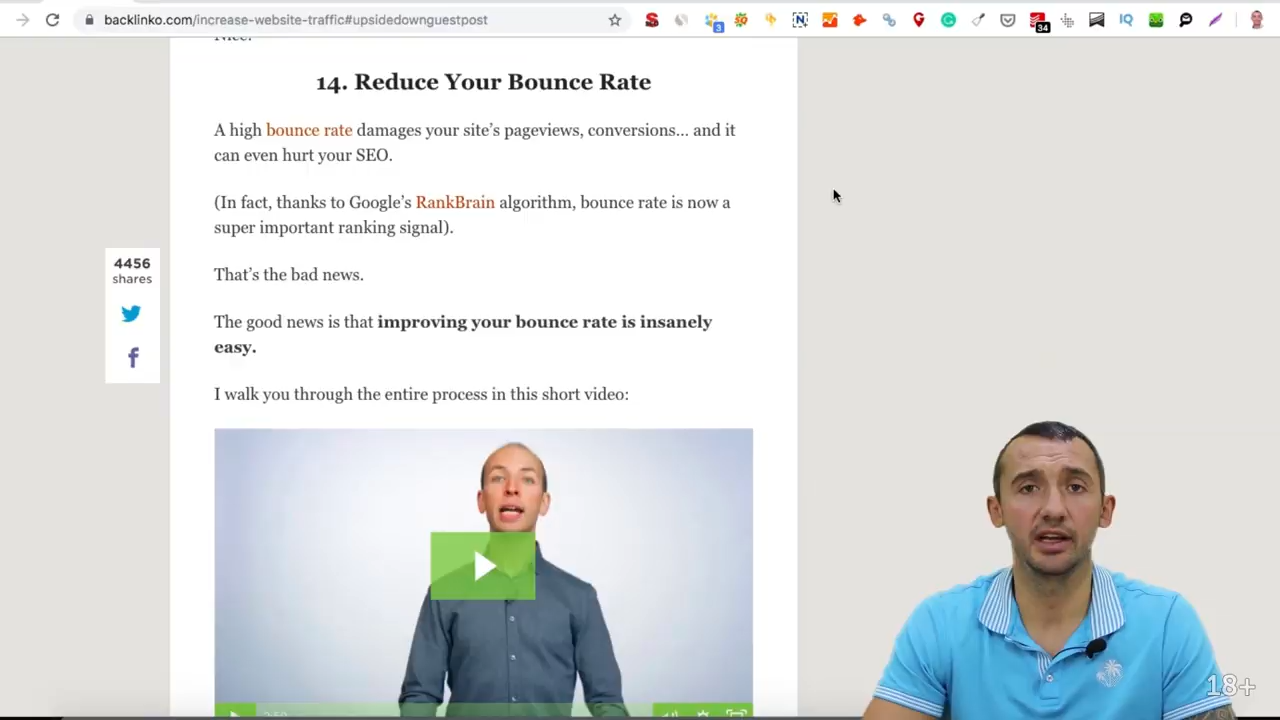 backlinko.com/increase-website-traffic#upsidedownguestpost
3
34
Nice!
14. Reduce Your Bounce Rate
A high bounce rate damages your site's pageviews, conversions... and it
can even hurt your SEO.
(In fact, thanks to Google's RankBrain algorithm, bounce rate is now a
super important ranking signal).
That's the bad news.
The good news is that improving your bounce rate is insanely
easy.
I walk you through the entire process in this short video:
4456
shares
18+